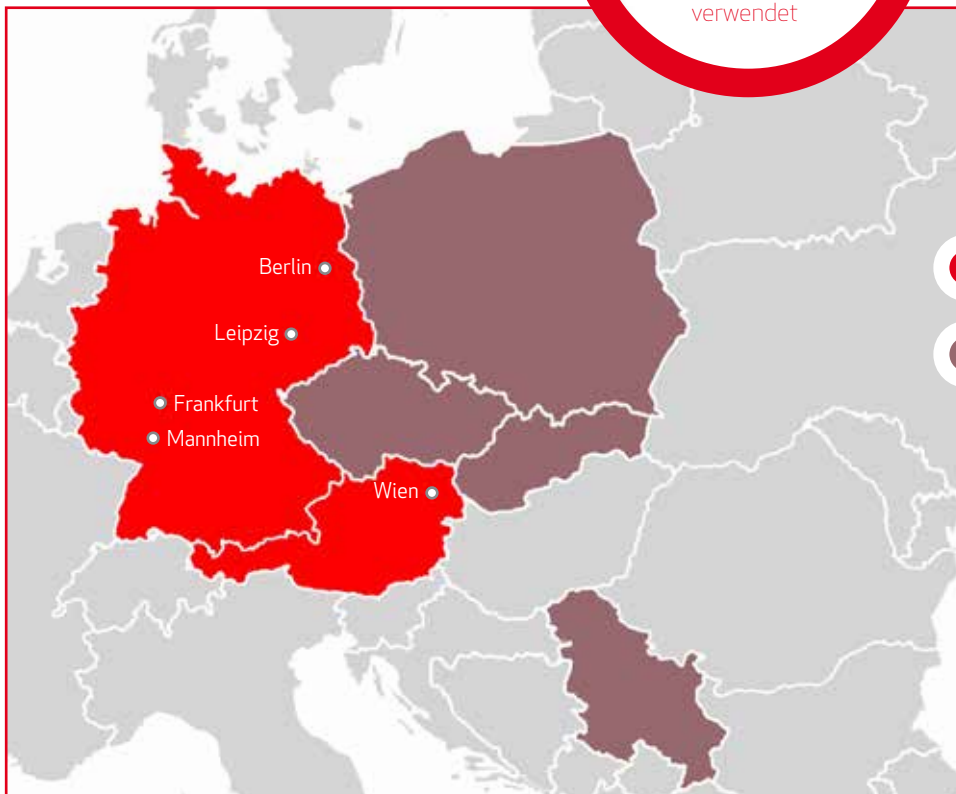 verwendet
Berlin
Leipzig
Frankfurt
Mannheim
Wien